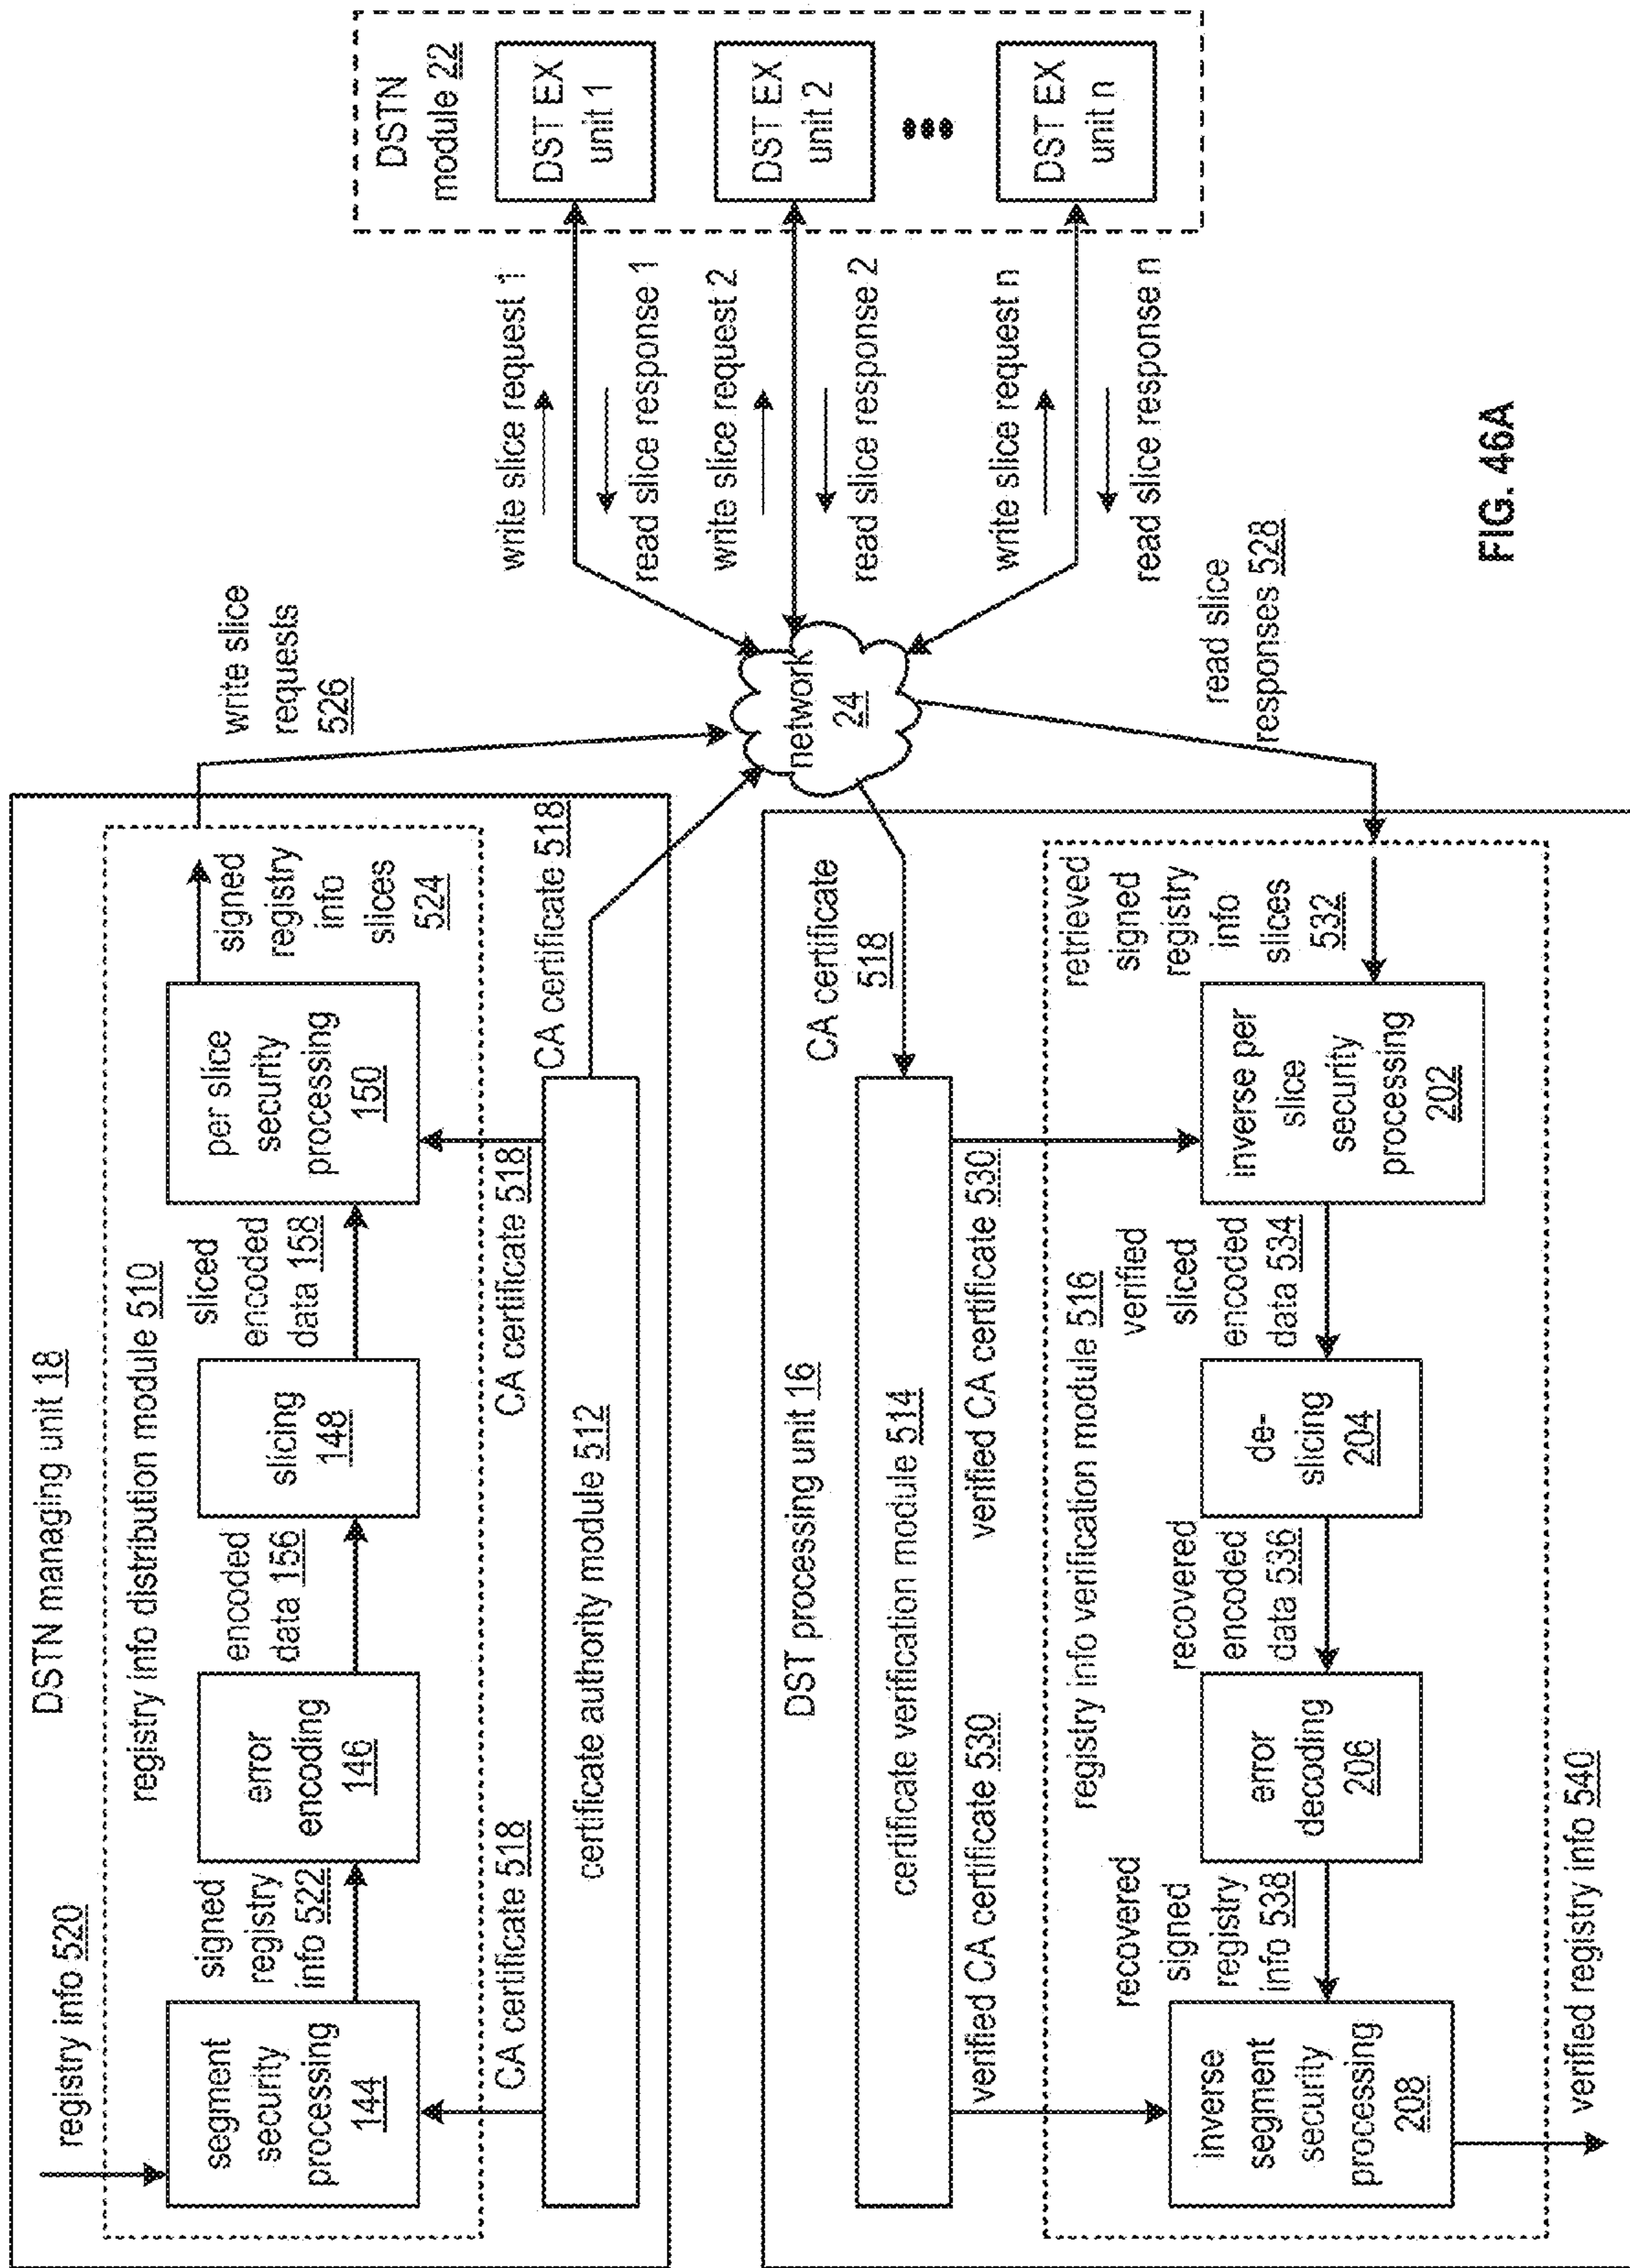 registry info 520
DSTN managing unit 18
registry info distribution module 510
segment
security
processing
144
signed
registry
info 522
error
encoding
146
encoded
data 156
slicing
148
sliced
encoded
data 158
per slice
security
processing
150
signed
registry
info
slices
524
write slice
requests
526
CA certificate 518
CA certificate 518
CA certificate 518
certificate authority module 512
network
24
DST processing unit 16
CA certificate
518
certificate verification module 514
verified CA certificate 530
verified CA certificate 530
registry info verification module 516
retrieved
signed
registry
info
slices
532
inverse per
slice
security
processing
202
verified
sliced
encoded
data 534
de-
slicing
204
recovered
encoded
data 536
error
decoding
206
recovered
signed
registry
info 538
inverse
segment
security
processing
208
verified registry info 540
read slice
responses 528
write slice request 1
read slice response 1
write slice request 2
read slice response 2
write slice request n
read slice response n
DSTN
module 22
DST EX
unit 1
DST EX
unit 2
DST EX
unit n
FIG. 46A